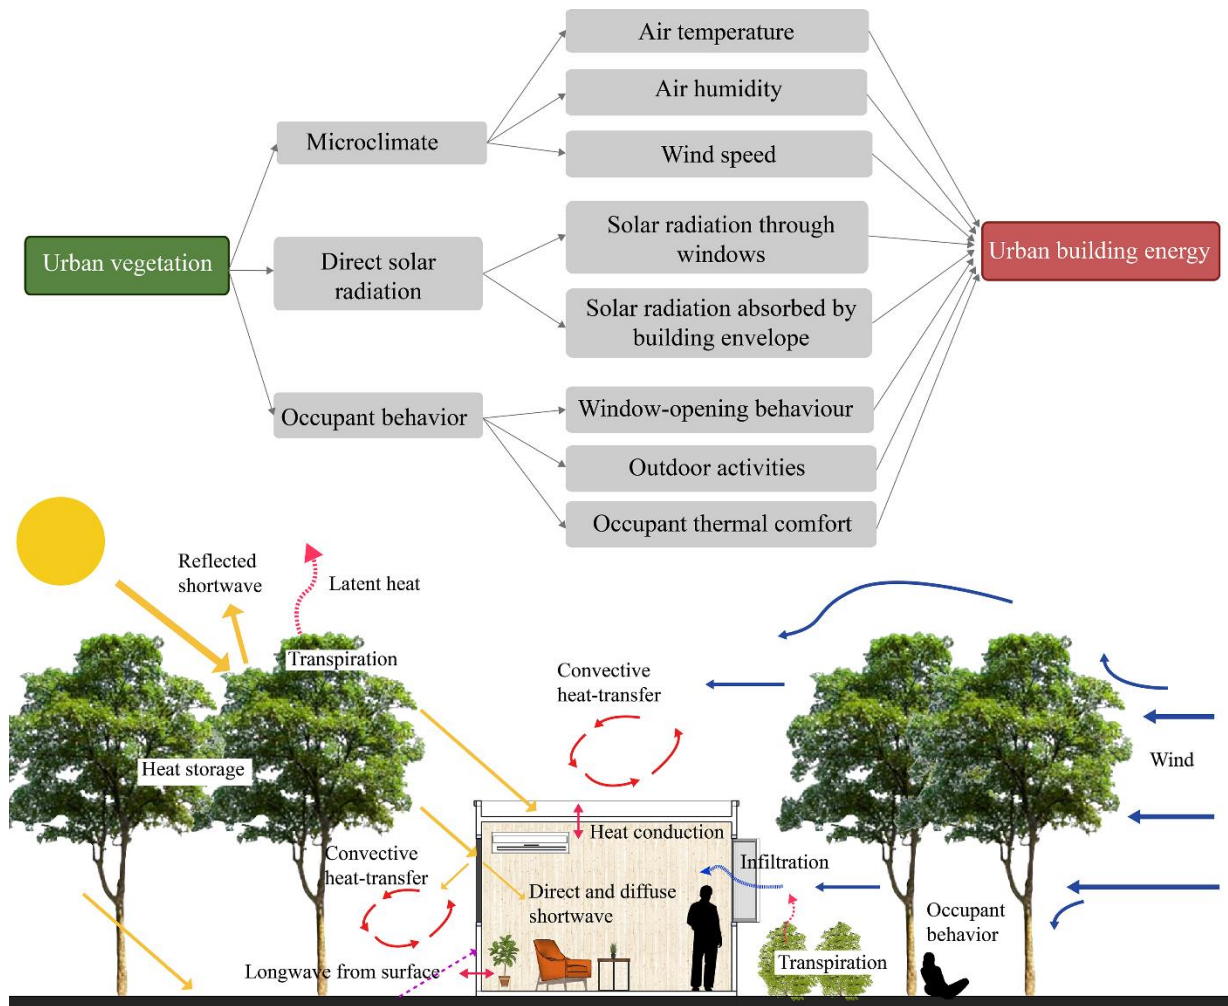 Air temperature
Air humidity
Microclimate
Wind speed
Solar radiation through
windows
Urban vegetation
Direct solar
radiation
Urban building energy
Solar radiation absorbed by
building envelope
Occupant behavior
Window-opening behaviour
Outdoor activities
Occupant thermal comfort
Reflected
shortwave
Latent heat
Transpiration
Convective
heat-transfer
Heat storage
Wind
Heat conduction
Convective
heat-transfer
Infiltration
Direct and diffuse
shortwave
Occupant
behavior
Longwave from surface
Transpiration